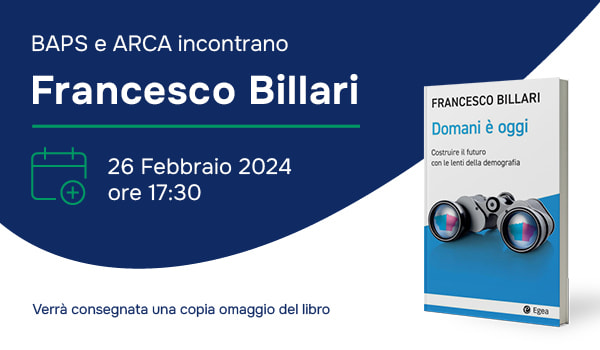 BAPS e ARCA incontrano
Francesco Billari
26 Febbraio 2024
ore 17:30
Verrà consegnata una copia omaggio del libro
FRANCESCO BILLARI
Domani è oggi
Costruire il futuro
con le lenti della demografia
Egea